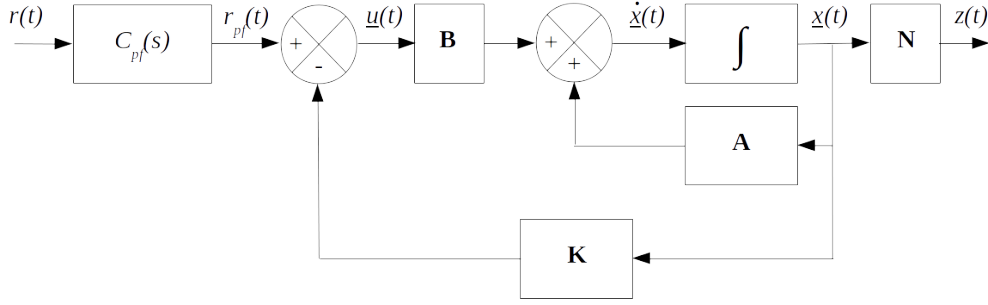 r(t) C_pf(s) r_pf(t) + - u(t) B + + ẋ(t) ∫ x(t) N z(t)
A
K